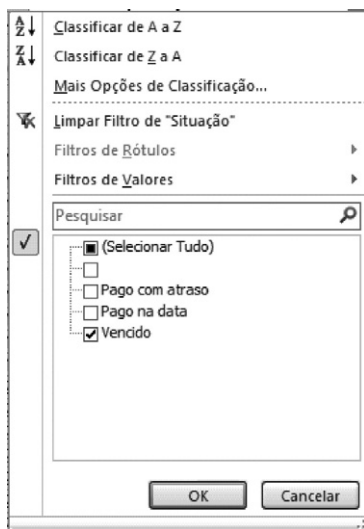 Classificar de A a Z
Classificar de Z a A
Mais Opções de Classificação...
Limpar Filtro de "Situação"
Filtros de Rótulos
Filtros de Valores
Pesquisar
(Selecionar Tudo)
Pago com atraso
Pago na data
Vencido
OK Cancelar